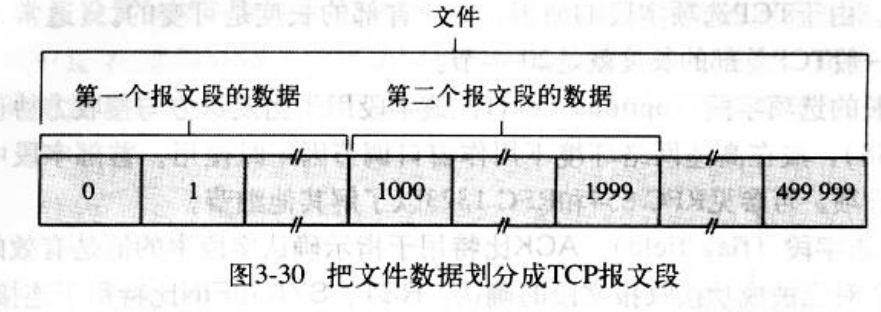 文件
第一个报文段的数据 第二个报文段的数据
0 1 1000 1999 499 999
图3-30 把文件数据划分成TCP报文段